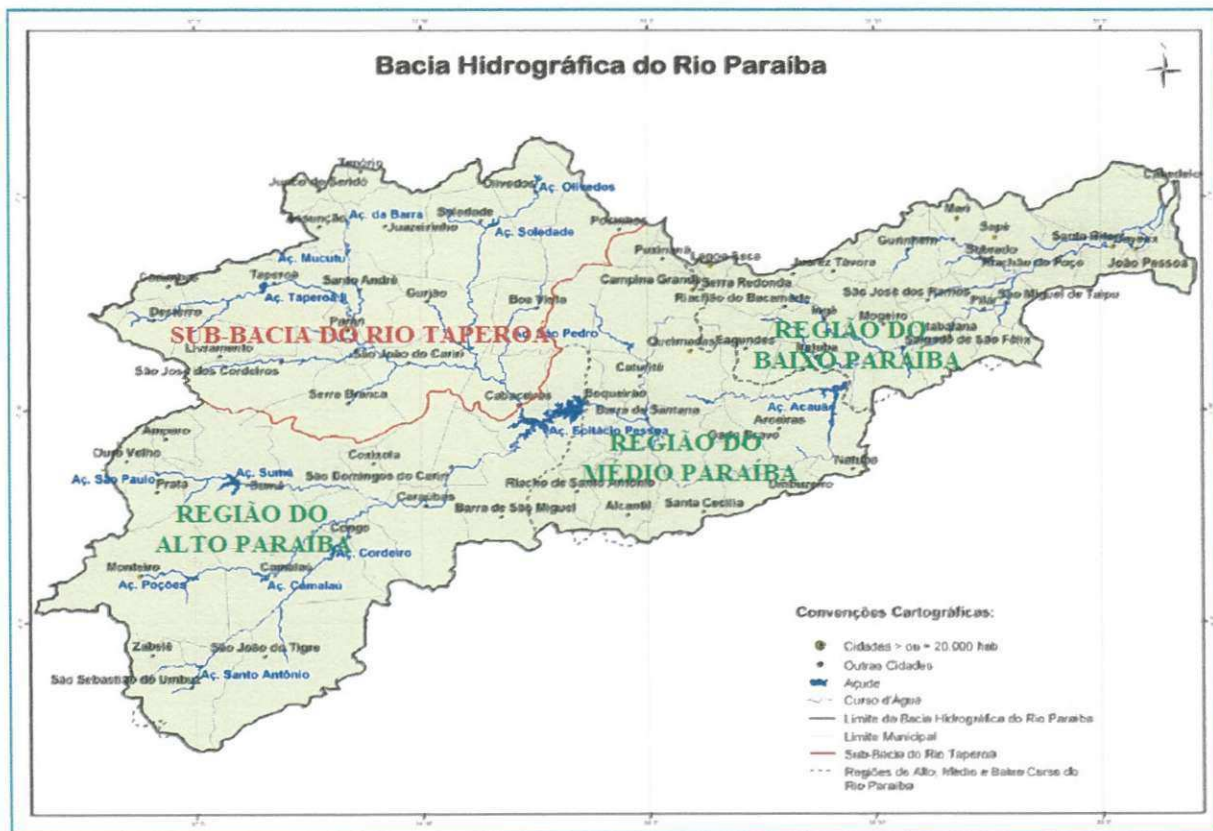 Bacia Hidrográfica do Rio Paraíba
Tenório
Cabedelo
Olivedos
Aç. Olivedos
Aç. da Barra
Soledade
Juazeirinho
Aç. Soledade
Pocinhos
Mari
Sapé
Gurinhém
Sobrado
Santa Rita
Riachão do Poço
João Pessoa
Aç. Mucutu
Puxinanã
Lagoa Seca
Juarez Távora
Taperoá
Santo André
Campina Grande
Serra Redonda
Desterro
Aç. Taperoá II
Gurjão
Boa Vista
Riachão do Bacamarte
São José dos Ramos
Pilar
São Miguel de Taipu
Parari
Ingá
Mogeiro
Itabaiana
SUB-BACIA DO RIO TAPEROA
São Pedro
Queimadas
Fagundes
REGIÃO DO
BAIXO PARAÍBA
Itatuba
Salgado de São Félix
Livramento
São João do Cariri
São José dos Cordeiros
Caturité
Serra Branca
Cabaceiras
Boqueirão
Barra de Santana
Aç. Acauã
Aroeiras
Aç. Epitácio Pessoa
Gado Bravo
Amparo
Ouro Velho
Coxixola
REGIÃO DO
MÉDIO PARAÍBA
Natuba
Aç. São Paulo
Prata
Aç. Sumé
Sumé
São Domingos do Cariri
Riacho de Santo Antônio
Umbuzeiro
Caraúbas
Barra de São Miguel
Alcantil
Santa Cecília
REGIÃO DO
ALTO PARAÍBA
Congo
Aç. Cordeiro
Monteiro
Aç. Poções
Camalaú
Aç. Camalaú
Zabelê
São João do Tigre
São Sebastião do Umbuz
Aç. Santo Antônio
Convenções Cartográficas:
Cidades > ou = 20.000 hab
Outras Cidades
Açude
Curso d'Água
Limite da Bacia Hidrográfica do Rio Paraíba
Limite Municipal
Sub-Bacia do Rio Taperoa
Regiões do Alto, Médio e Baixo Curso do
Rio Paraíba